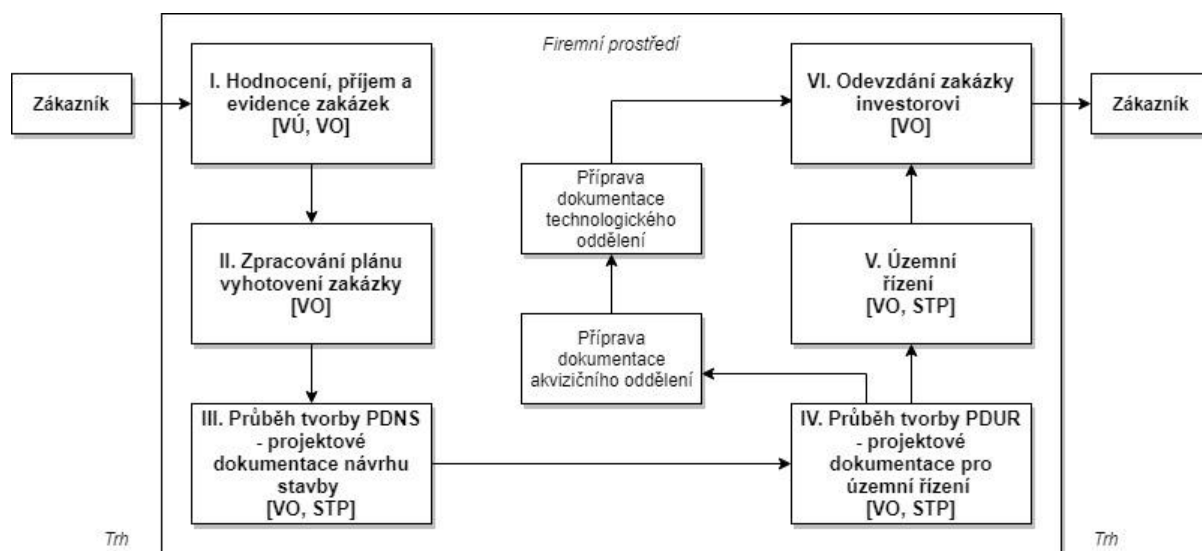 Firemní prostředí
Zákazník
I. Hodnocení, příjem a
evidence zakázek
[VÚ, VO]
VI. Odevzdání zakázky
investorovi
[VO]
Zákazník
Příprava
dokumentace
technologického
oddělení
II. Zpracování plánu
vyhotovení zakázky
[VO]
V. Územní
řízení
[VO, STP]
Příprava
dokumentace
akvizičního oddělení
III. Průběh tvorby PDNS
- projektové
dokumentace návrhu
stavby
[VO, STP]
IV. Průběh tvorby PDUR
- projektové
dokumentace pro
územní řízení
[VO, STP]
Trh
Trh